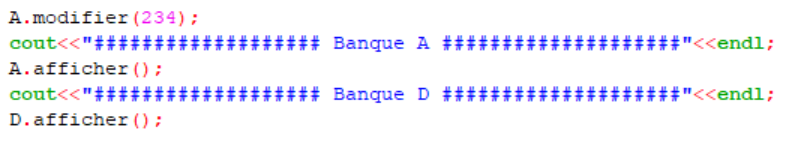 A.modifier(234);
cout<<"################### Banque A ####################"<<endl;
A.afficher();
cout<<"################### Banque D ####################"<<endl;
D.afficher();